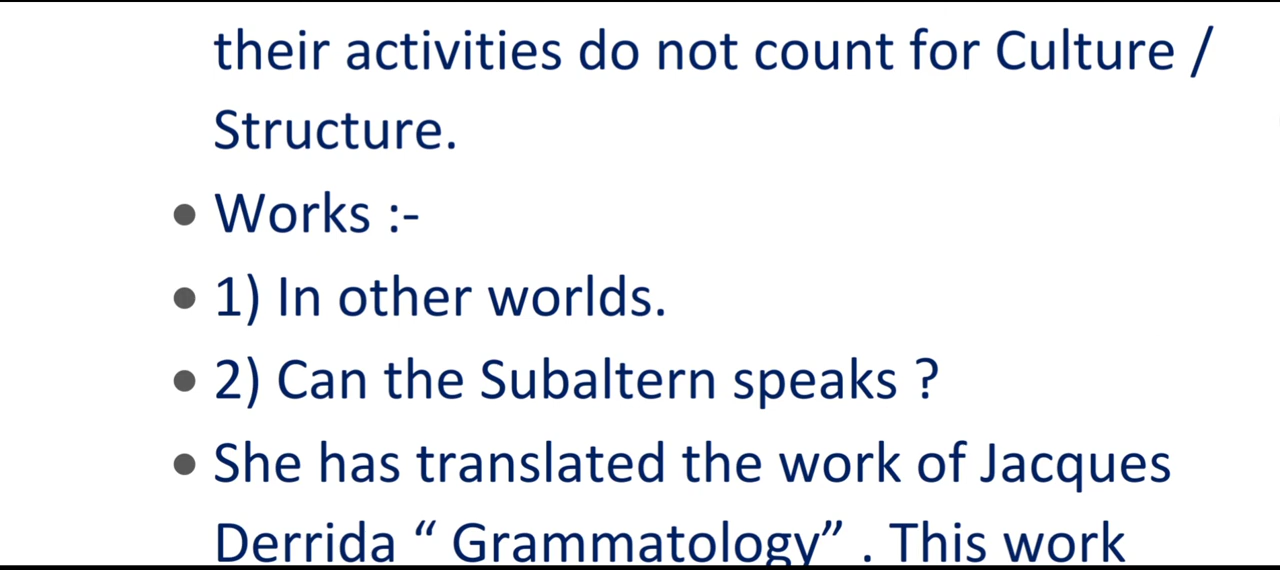 their activities do not count for Culture /
Structure.
• Works :-
• 1) In other worlds.
• 2) Can the Subaltern speaks ?
• She has translated the work of Jacques
Derrida “ Grammatology” . This work